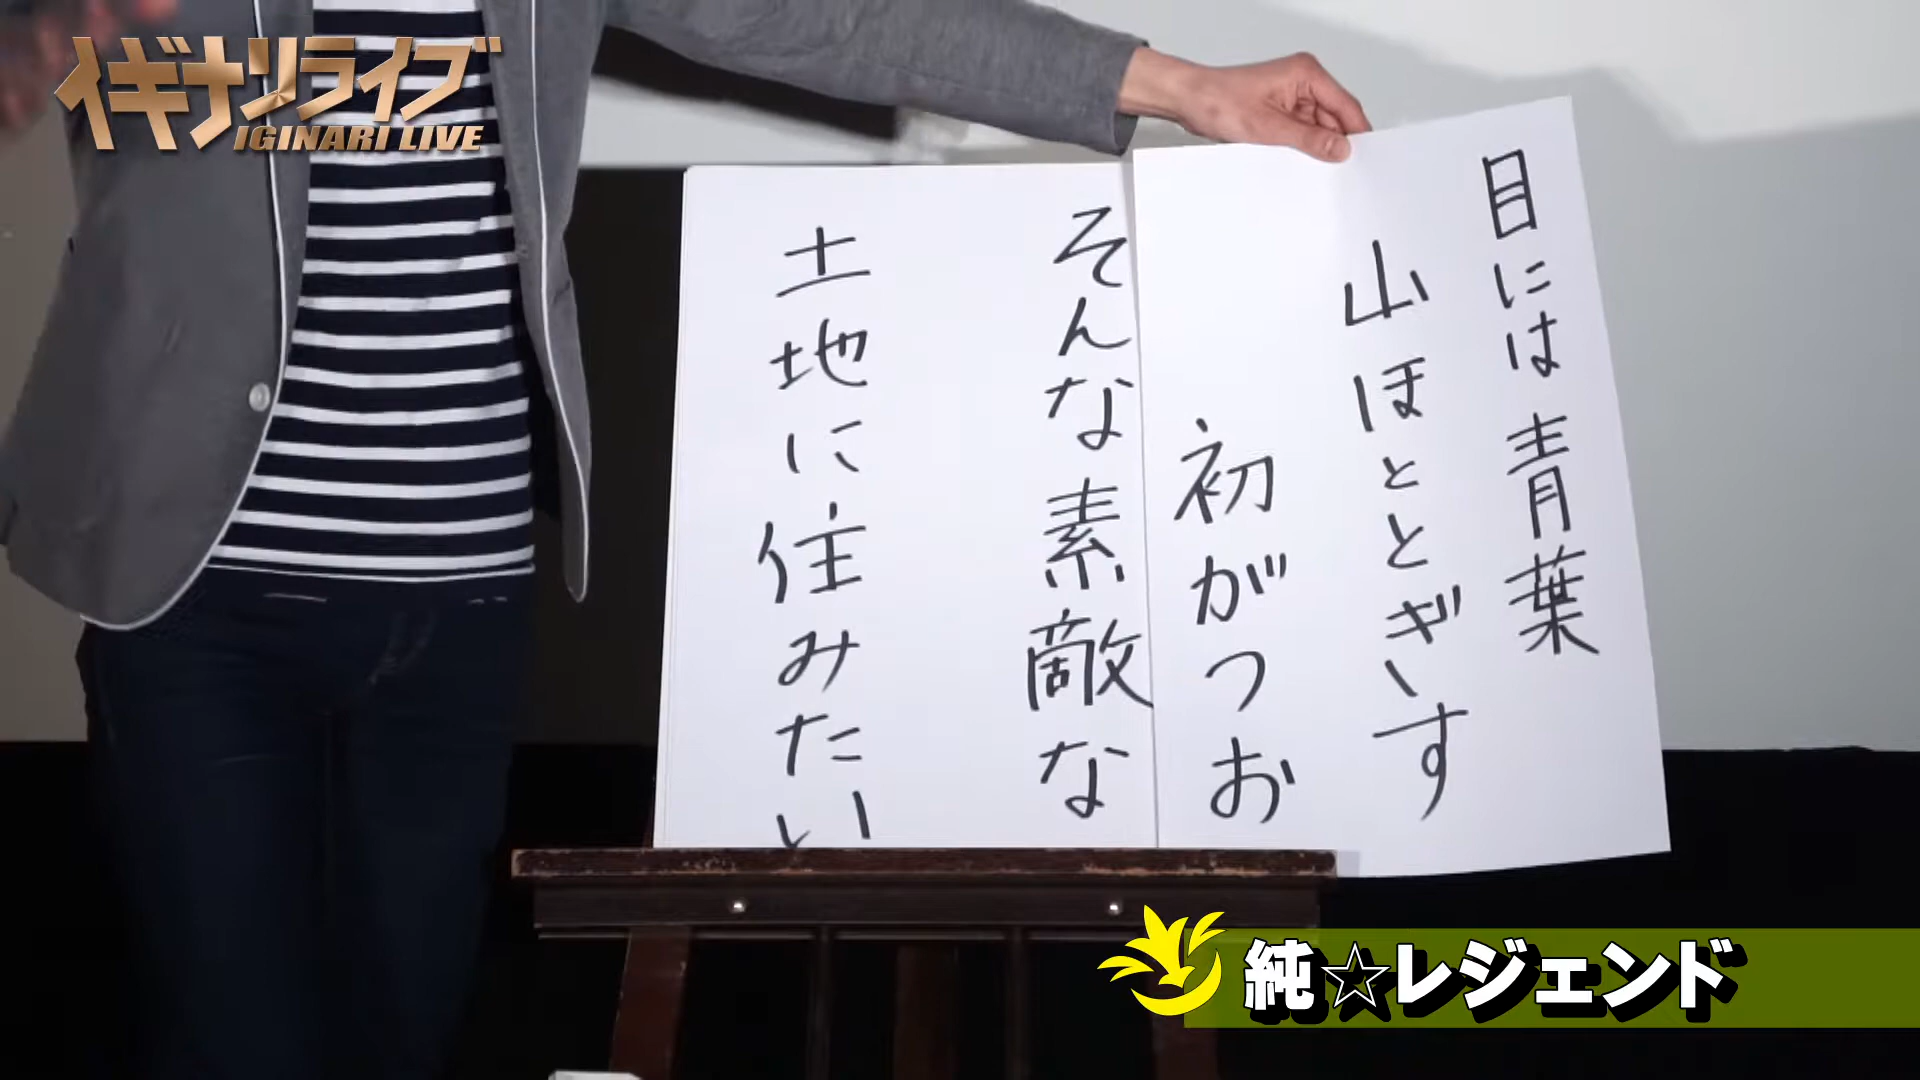 イギナリライブ
IGINARI LIVE
目には青葉
山ほととぎす
初がつお
そんな素敵な
土地に住みたい
純☆レジェンド